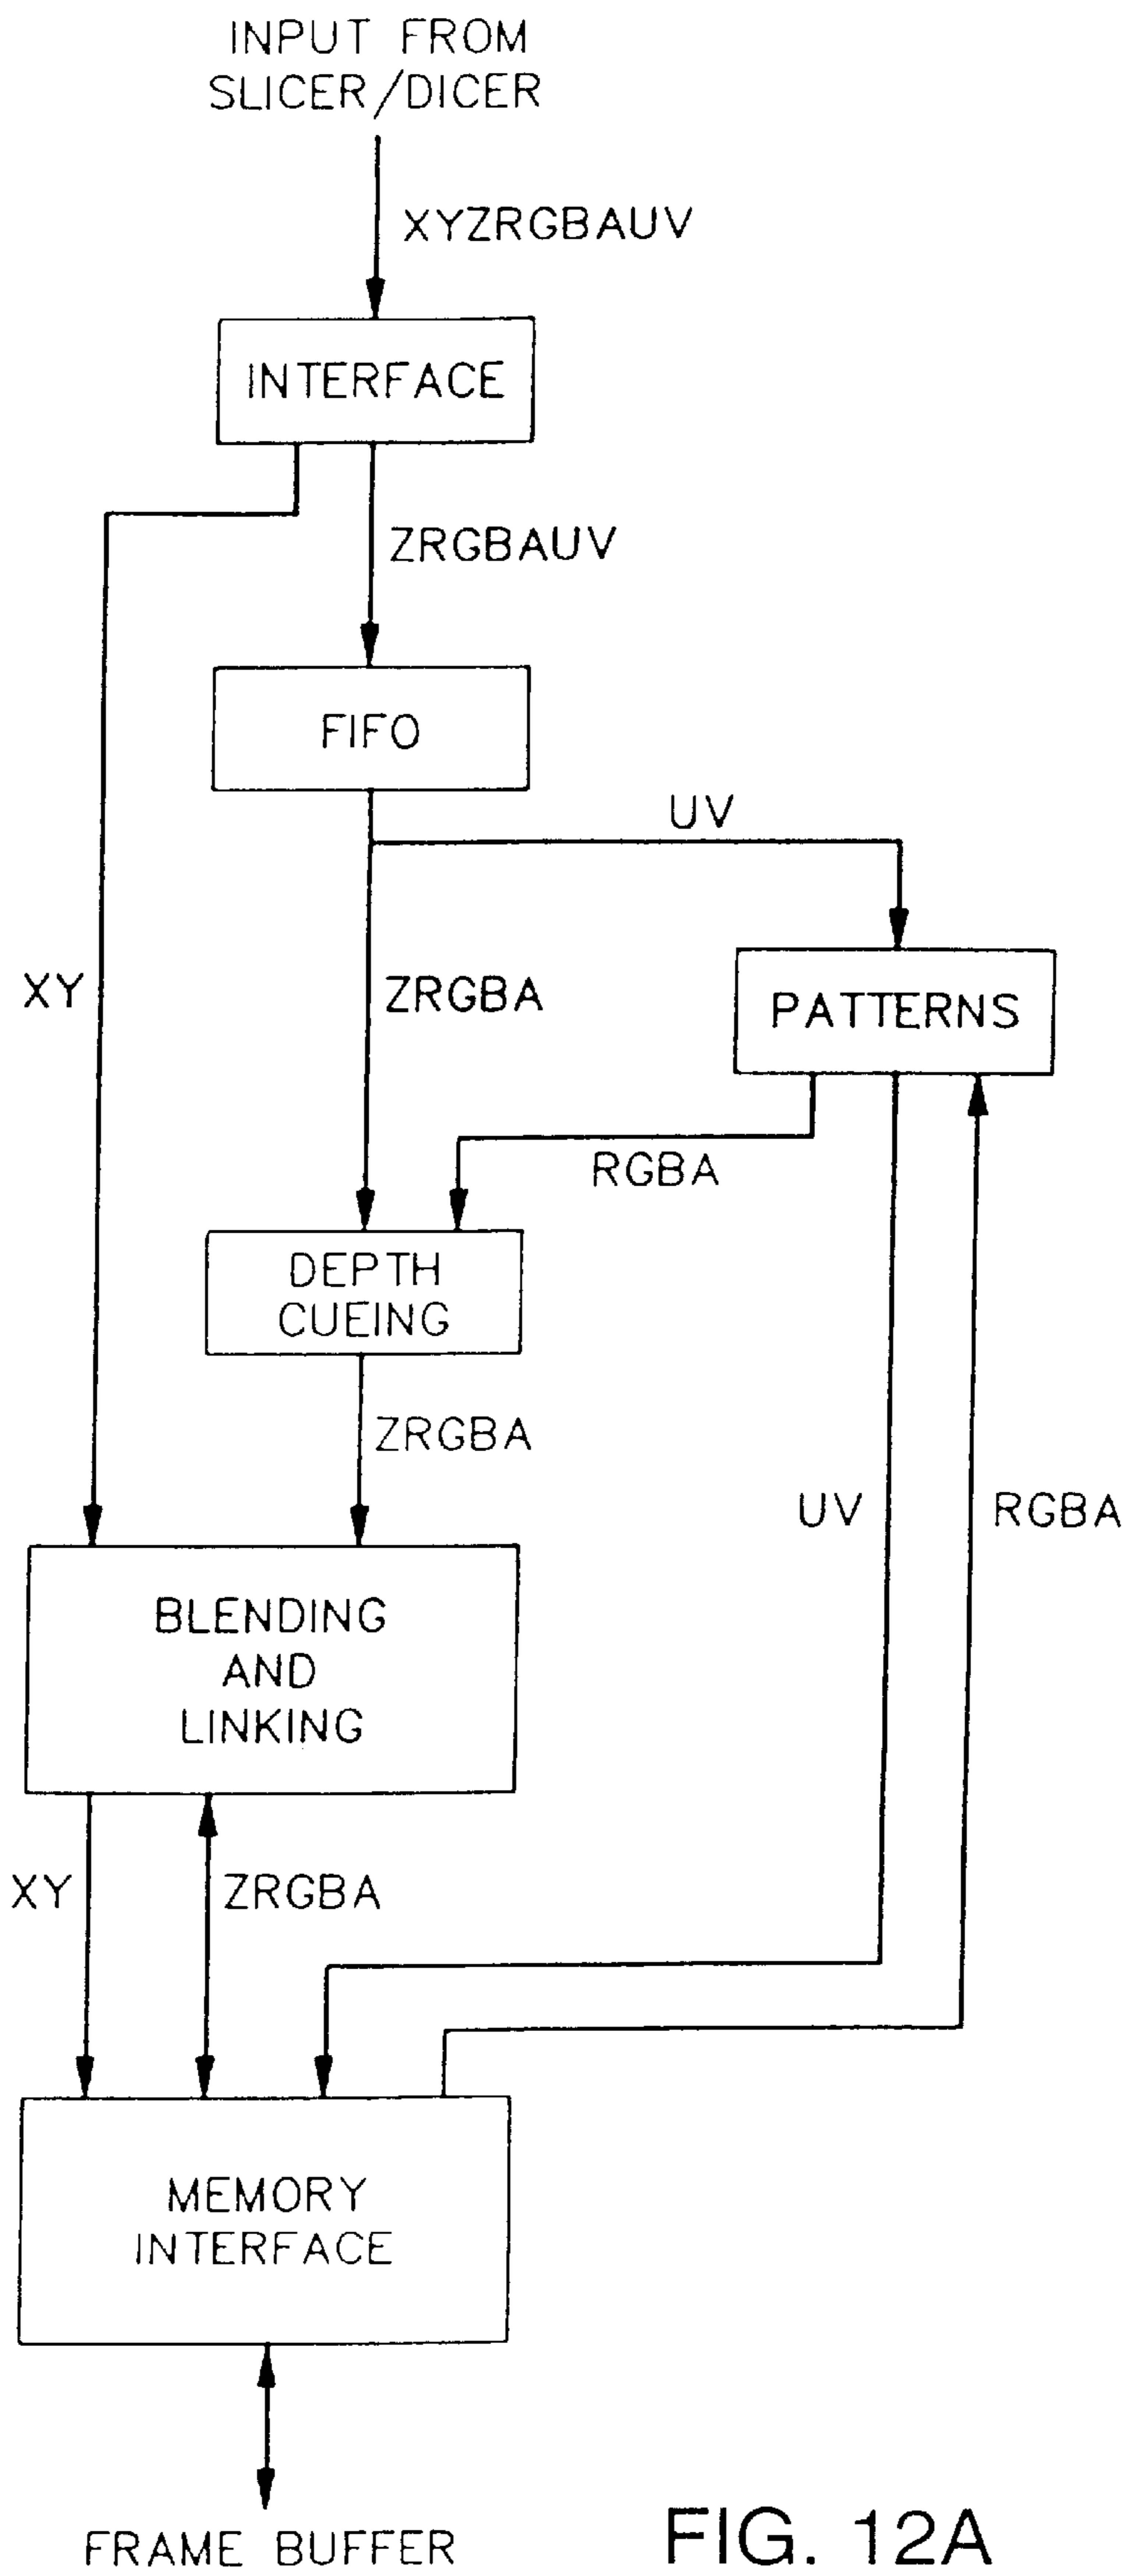 INPUT FROM
SLICER/DICER
XYZRGBAUV
INTERFACE
ZRGBAUV
FIFO
UV
XY
ZRGBA
PATTERNS
RGBA
DEPTH
CUEING
ZRGBA
UV
RGBA
BLENDING
AND
LINKING
XY
ZRGBA
MEMORY
INTERFACE
FRAME BUFFER
FIG. 12A